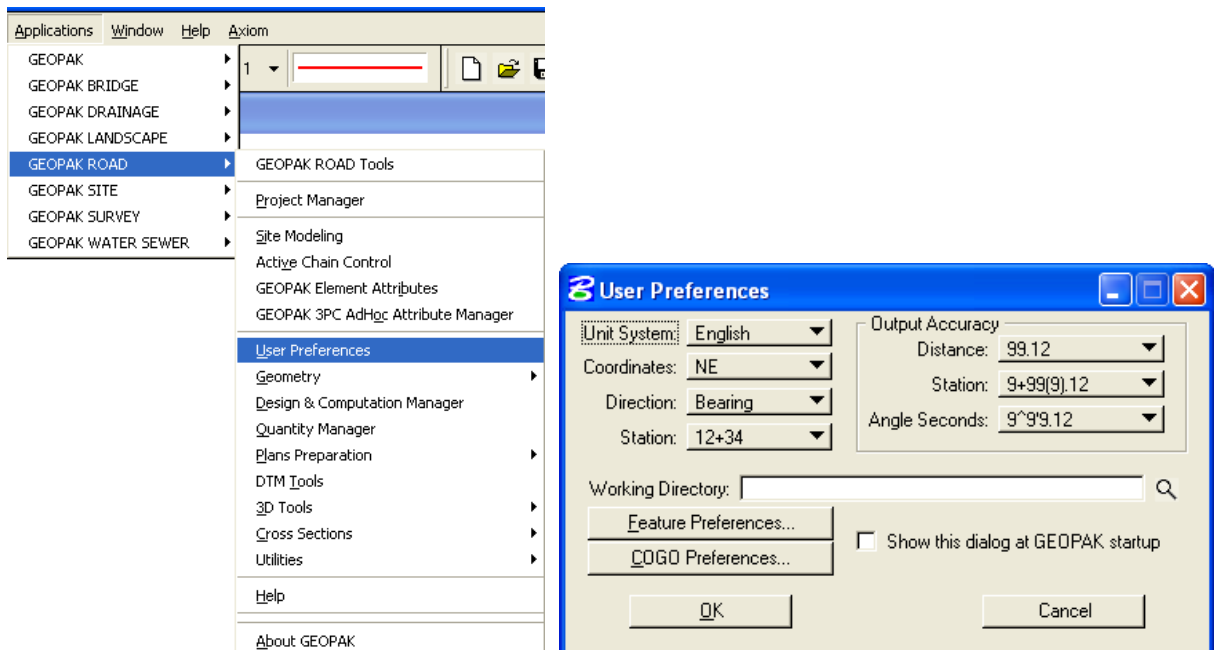 Applications Window Help Axiom
1
GEOPAK
GEOPAK BRIDGE
GEOPAK DRAINAGE
GEOPAK LANDSCAPE
GEOPAK ROAD
GEOPAK SITE
GEOPAK SURVEY
GEOPAK WATER SEWER
GEOPAK ROAD Tools
Project Manager
Site Modeling
Active Chain Control
GEOPAK Element Attributes
GEOPAK 3PC AdHoc Attribute Manager
User Preferences
Geometry
Design & Computation Manager
Quantity Manager
Plans Preparation
DTM Tools
3D Tools
Cross Sections
Utilities
Help
About GEOPAK
User Preferences
Unit System: English
Coordinates: NE
Direction: Bearing
Station: 12+34
Output Accuracy
Distance: 99.12
Station: 9+99(9).12
Angle Seconds: 9^9'9.12
Working Directory:
Feature Preferences...
COGO Preferences...
Show this dialog at GEOPAK startup
OK Cancel